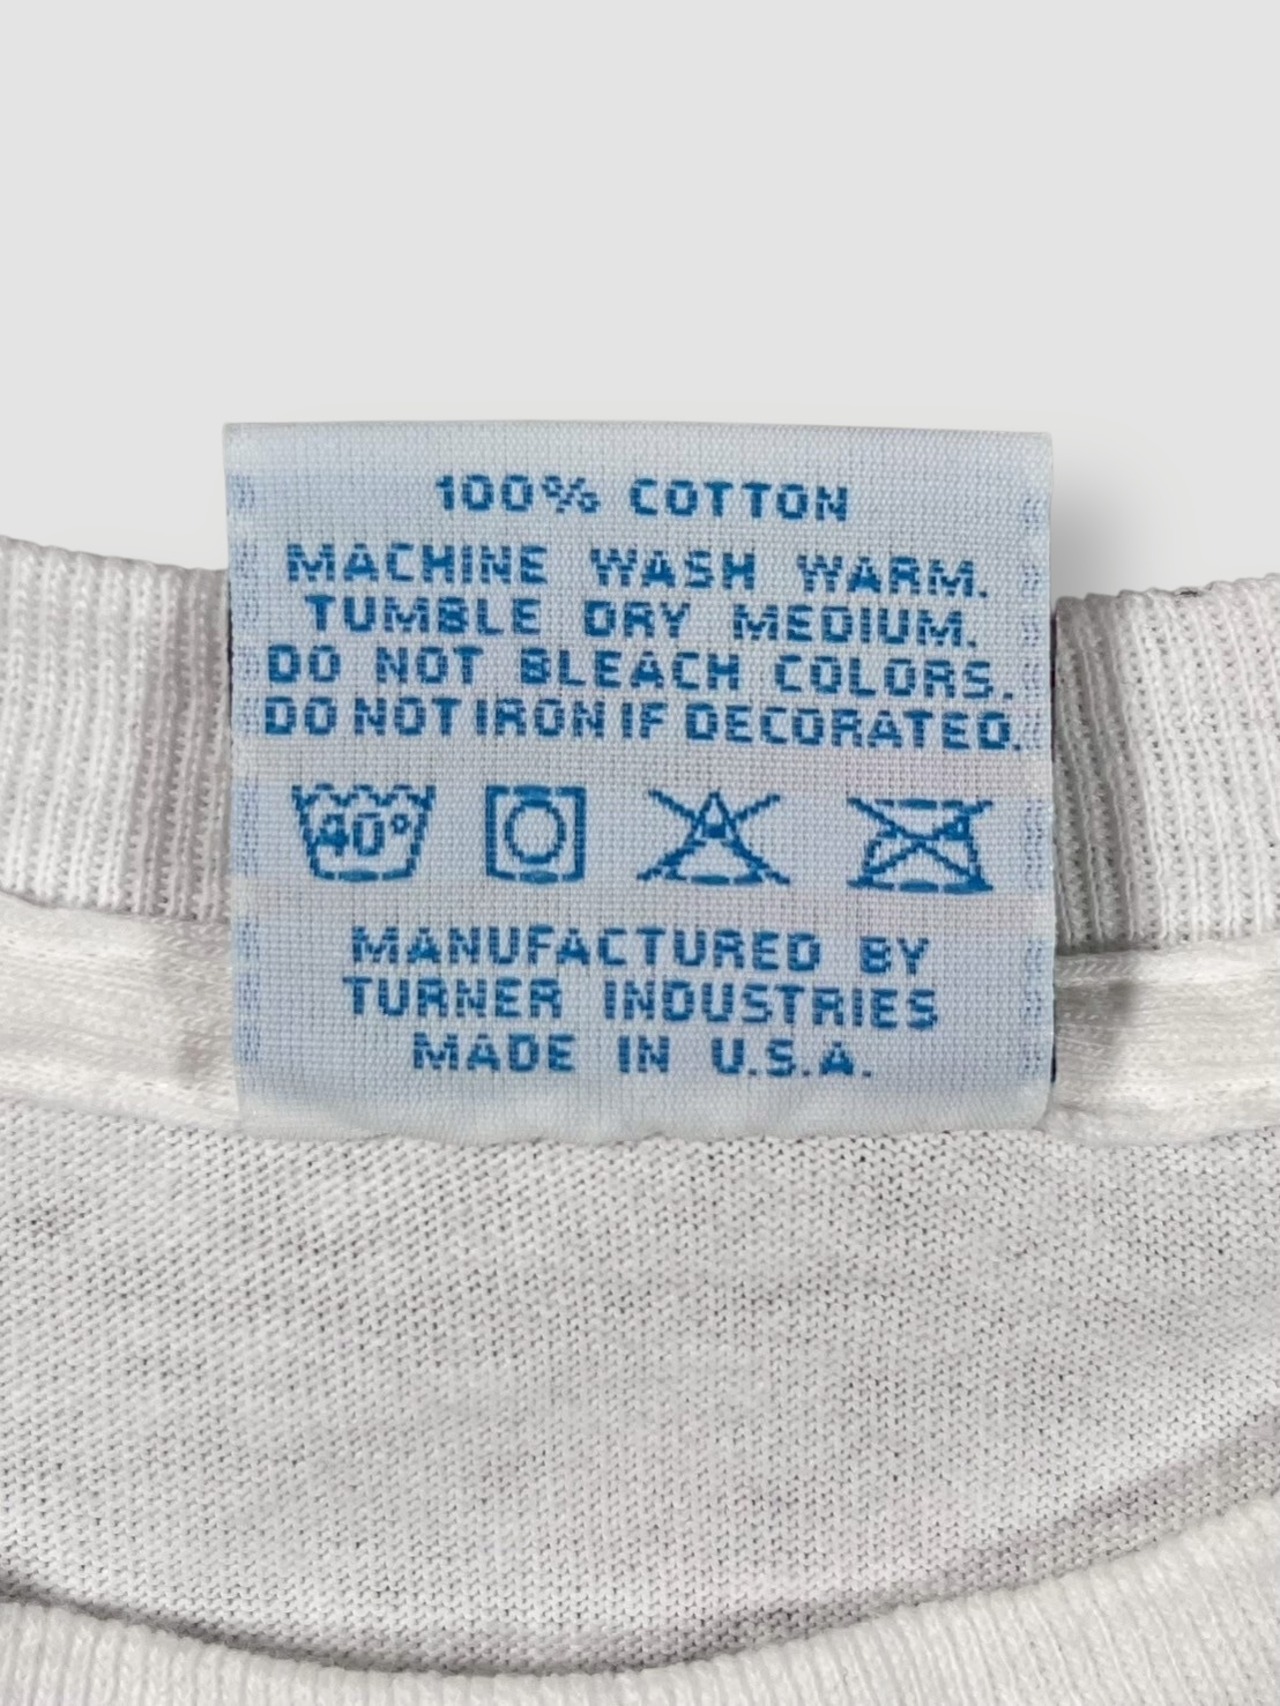 100% COTTON
MACHINE WASH WARM.
TUMBLE DRY MEDIUM.
DO NOT BLEACH COLORS.
DO NOT IRON IF DECORATED.
40°
MANUFACTURED BY
TURNER INDUSTRIES
MADE IN U.S.A.